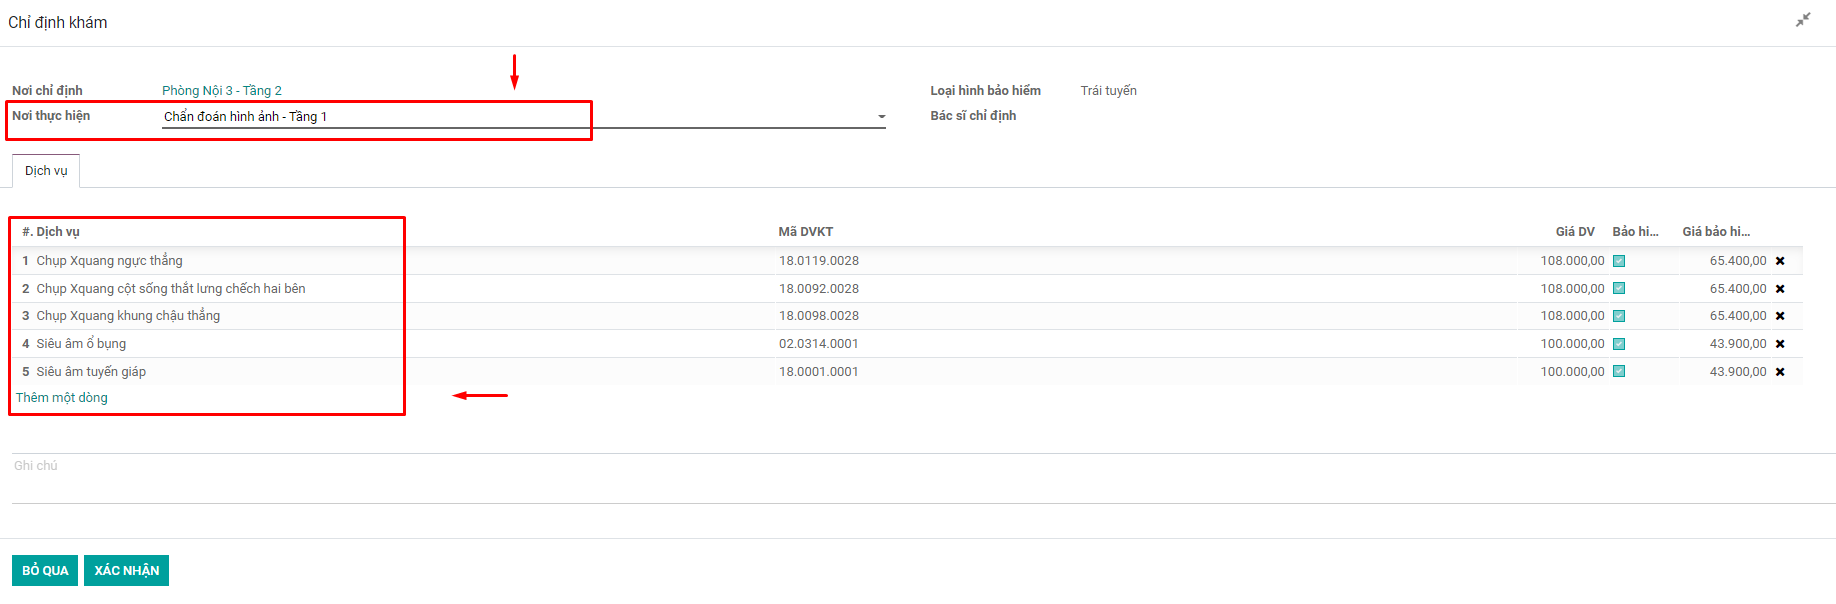 Chỉ định khám
Nơi chỉ định Phòng Nội 3 - Tầng 2 Loại hình bảo hiểm Trái tuyến
Nơi thực hiện Chẩn đoán hình ảnh - Tầng 1 Bác sĩ chỉ định
Dịch vụ
#. Dịch vụ Mã DVKT Giá DV Bảo hi... Giá bảo hi...
1 Chụp Xquang ngực thẳng 18.0119.0028 108.000,00 65.400,00
2 Chụp Xquang cột sống thắt lưng chếch hai bên 18.0092.0028 108.000,00 65.400,00
3 Chụp Xquang khung chậu thẳng 18.0098.0028 108.000,00 65.400,00
4 Siêu âm ổ bụng 02.0314.0001 100.000,00 43.900,00
5 Siêu âm tuyến giáp 18.0001.0001 100.000,00 43.900,00
Thêm một dòng
Ghi chú
BỎ QUA XÁC NHẬN